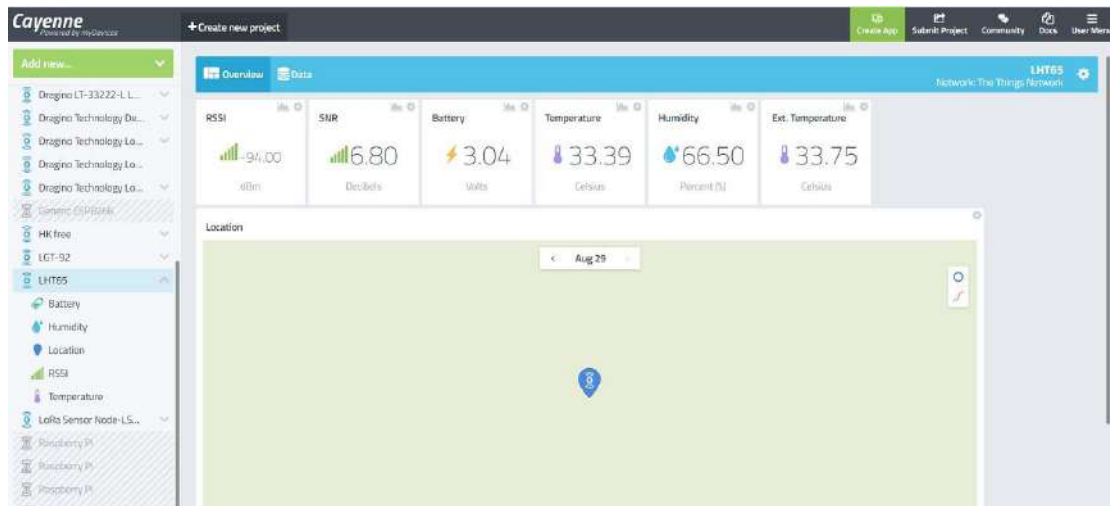 Cayenne
Powered by myDevices
+ Create new project
Create App
Submit Project
Community
Docs
User Menu
Add new...
Dragino LT-33222-L L...
Dragino Technology De...
Dragino Technology Lo...
Dragino Technology Lo...
Dragino Technology Lo...
Generic ESP8266
HK free
LGT-92
LHT65
Battery
Humidity
Location
RSSI
Temperature
LoRa Sensor Node-LS...
Raspberry Pi
Raspberry Pi
Raspberry Pi
Overview
Data
LHT65
Network: The Things Network
RSSI
-94.00
dBm
SNR
6.80
Decibels
Battery
3.04
Volts
Temperature
33.39
Celsius
Humidity
66.50
Percent (%)
Ext. Temperature
33.75
Celsius
Location
< Aug 29